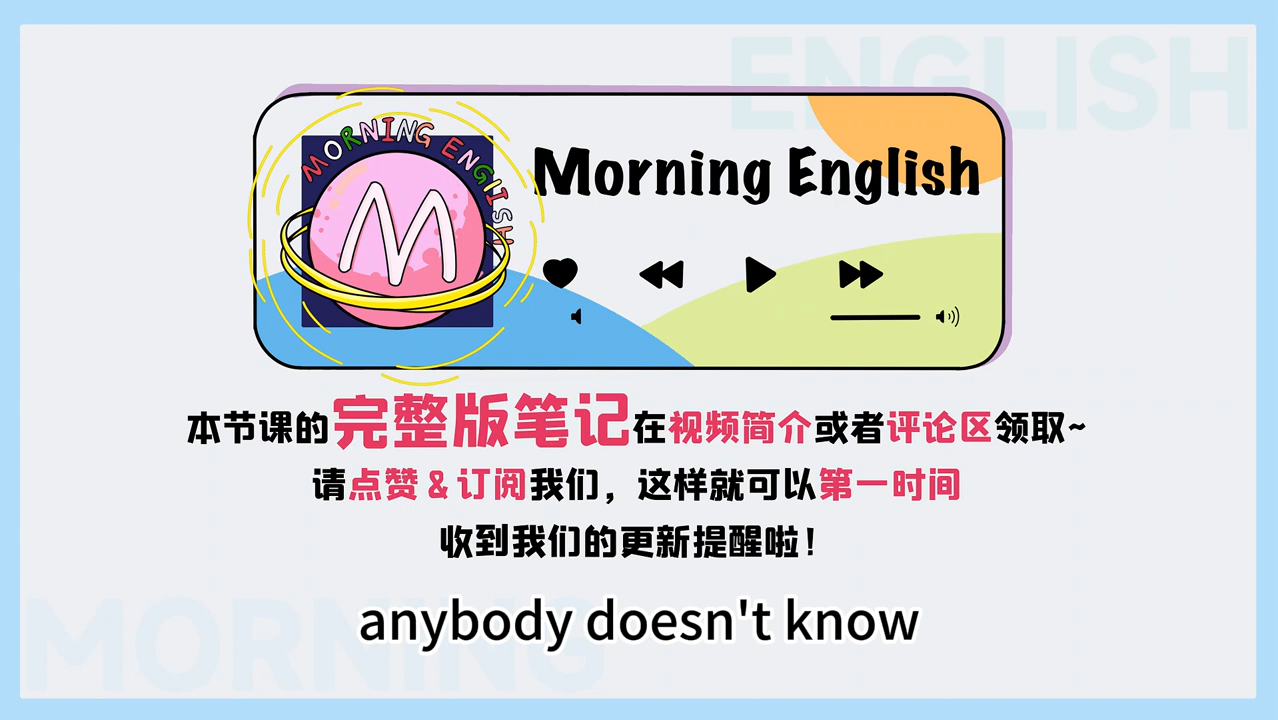 ENGLISH
MORNING ENGLISH
M
Morning English
本节课的完整版笔记在视频简介或者评论区领取~
请点赞&订阅我们，这样就可以第一时间
收到我们的更新提醒啦！
anybody doesn't know
MORNING